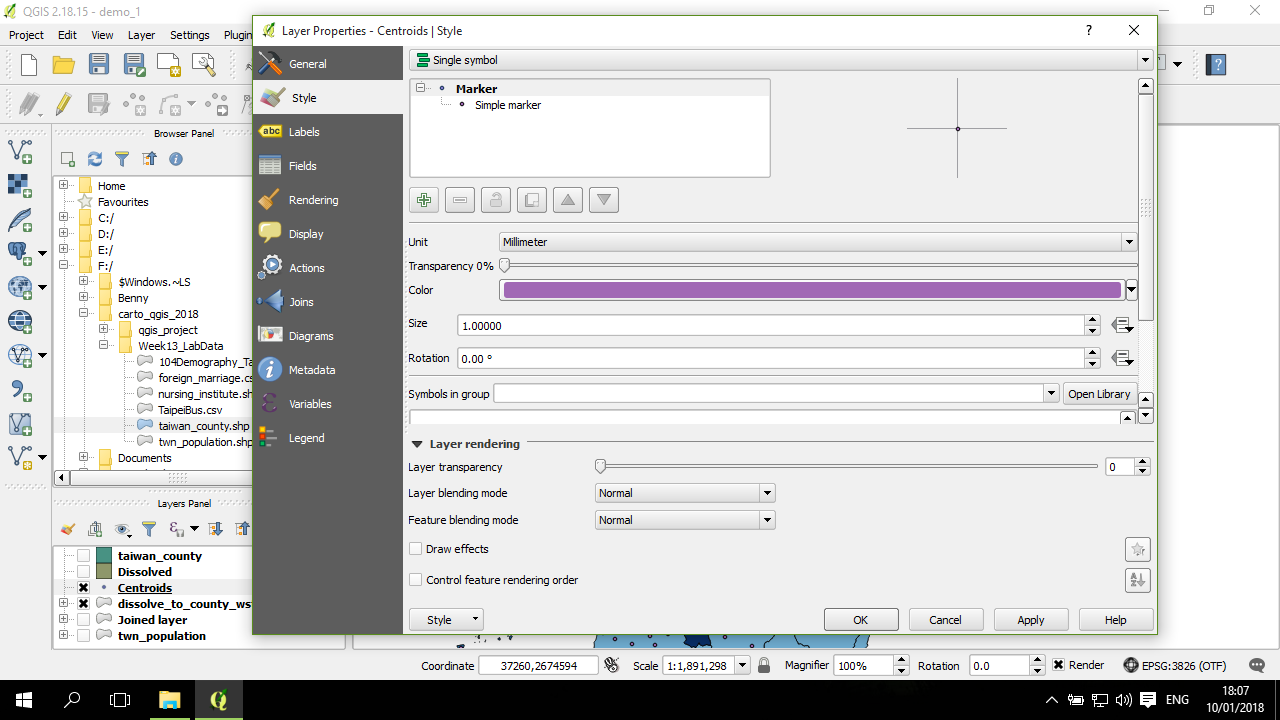 QGIS 2.18.15 - demo_1
Project Edit View Layer Settings Plugin
Browser Panel
Home
Favourites
C:/
D:/
E:/
F:/
$Windows.~LS
Benny
carto_qgis_2018
qgis_project
Week13_LabData
104Demography_Ta
foreign_marriage.cs
nursing_institute.sh
TaipeiBus.csv
taiwan_county.shp
twn_population.shp
Documents
Layers Panel
taiwan_county
Dissolved
Centroids
dissolve_to_county_ws
Joined layer
twn_population
Layer Properties - Centroids | Style
?
General
Style
abc Labels
Fields
Rendering
Display
Actions
Joins
Diagrams
Metadata
Variables
Legend
Single symbol
Marker
Simple marker
Unit Millimeter
Transparency 0%
Color
Size 1.00000
Rotation 0.00 °
Symbols in group Open Library
Layer rendering
Layer transparency 0
Layer blending mode Normal
Feature blending mode Normal
Draw effects
Control feature rendering order
Style OK Cancel Apply Help
Coordinate 37260,2674594 Scale 1:1,891,298 Magnifier 100% Rotation 0.0 Render EPSG:3826 (OTF)
ENG
18:07
10/01/2018